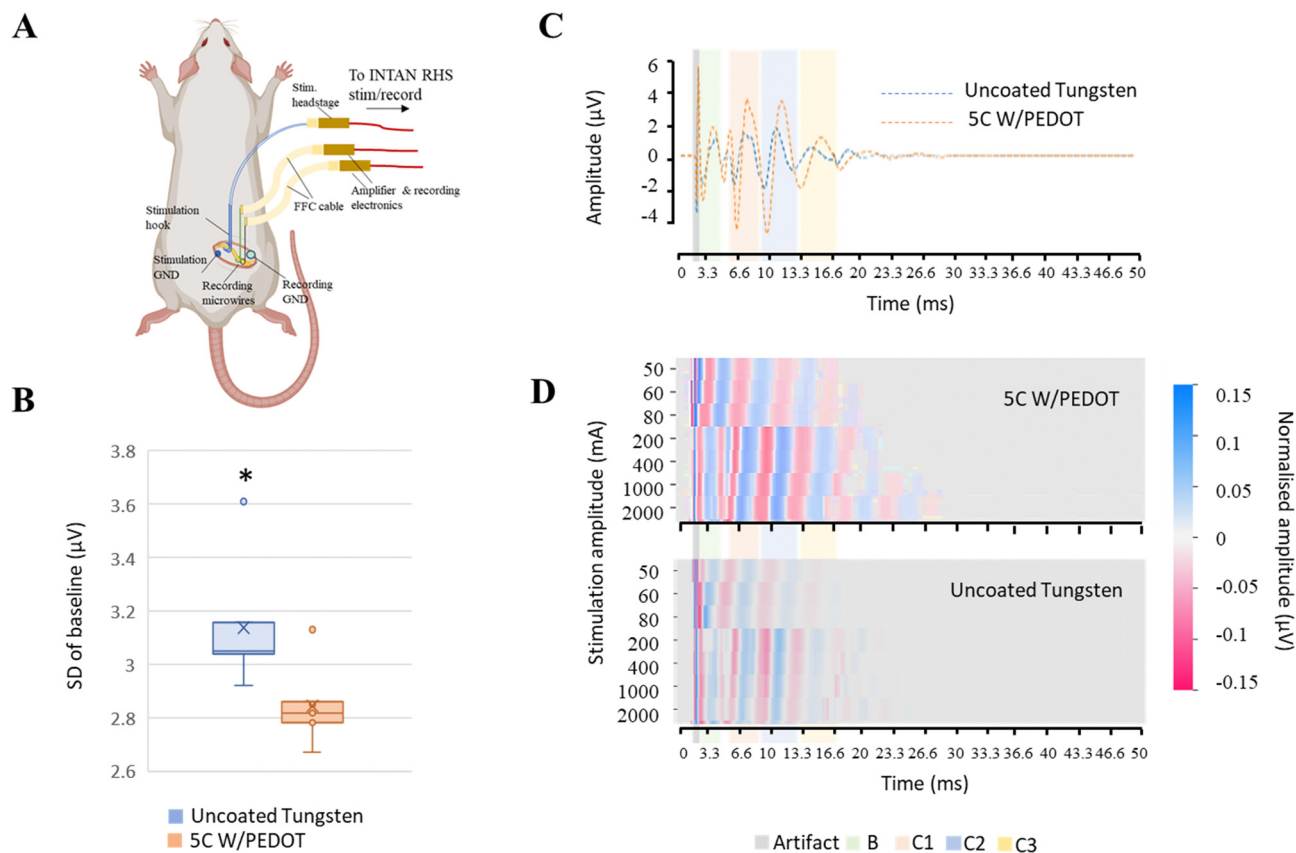 A
To INTAN RHS
stim/record
Stim.
headstage
Amplifier & recording
electronics
FFC cable
Stimulation
hook
Stimulation
GND
Recording
microwires
Recording
GND
B
3.8
3.6
3.4
3.2
3
2.8
2.6
SD of baseline (μV)
*
Uncoated Tungsten
5C W/PEDOT
C
6
4
2
0
-2
-4
Amplitude (μV)
Uncoated Tungsten
5C W/PEDOT
0 3.3 6.6 10 13.3 16.6 20 23.3 26.6 30 33.3 36.6 40 43.3 46.6 50
Time (ms)
D
Stimulation amplitude (mA)
50
60
80
200
400
1000
2000
5C W/PEDOT
50
60
80
200
400
1000
2000
Uncoated Tungsten
0 3.3 6.6 10 13.3 16.6 20 23.3 26.6 30 33.3 36.6 40 43.3 46.6 50
Time (ms)
0.15
0.1
0.05
0
-0.05
-0.1
-0.15
Normalised amplitude (μV)
Artifact B C1 C2 C3